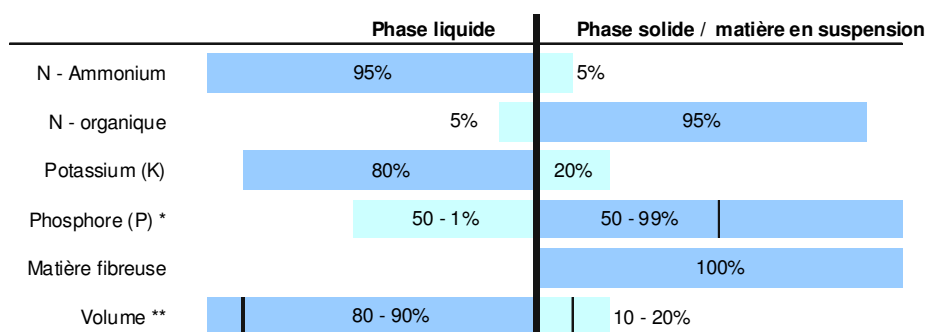 Phase liquide Phase solide / matière en suspension
N - Ammonium 95% 5%
N - organique 5% 95%
Potassium (K) 80% 20%
Phosphore (P) * 50 - 1% 50 - 99%
Matière fibreuse 100%
Volume ** 80 - 90% 10 - 20%